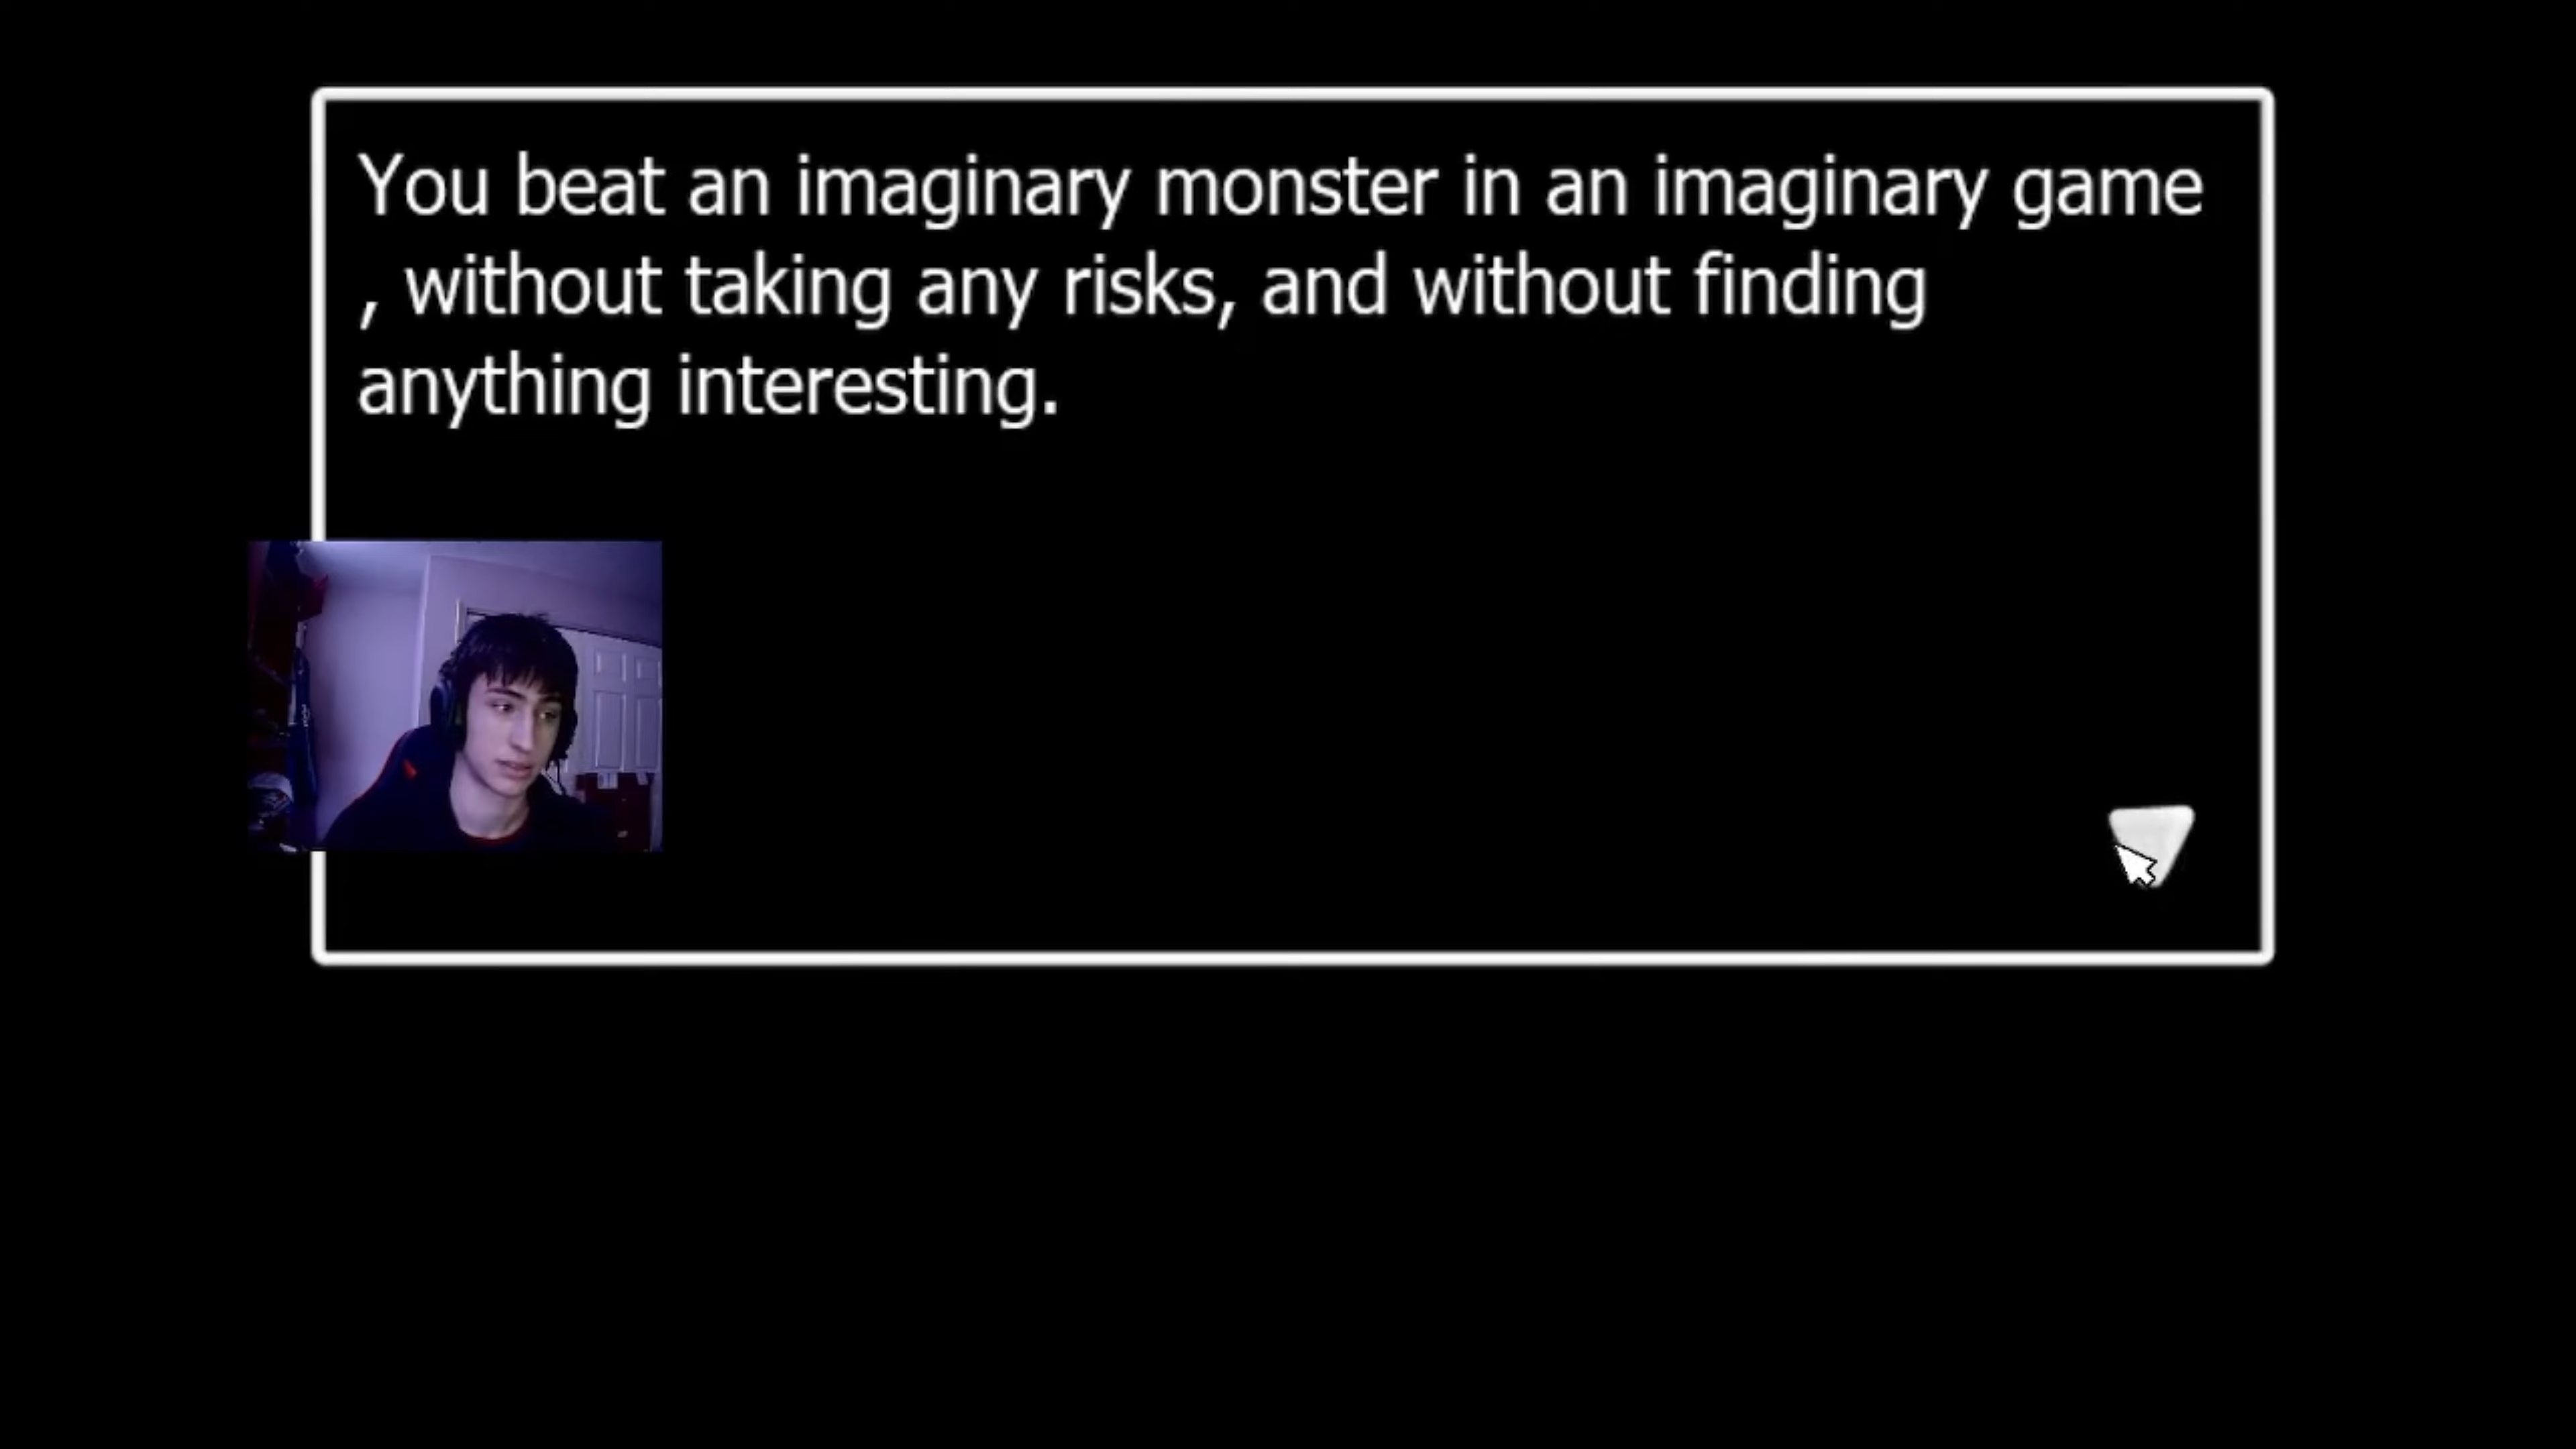 You beat an imaginary monster in an imaginary game
, without taking any risks, and without finding
anything interesting.